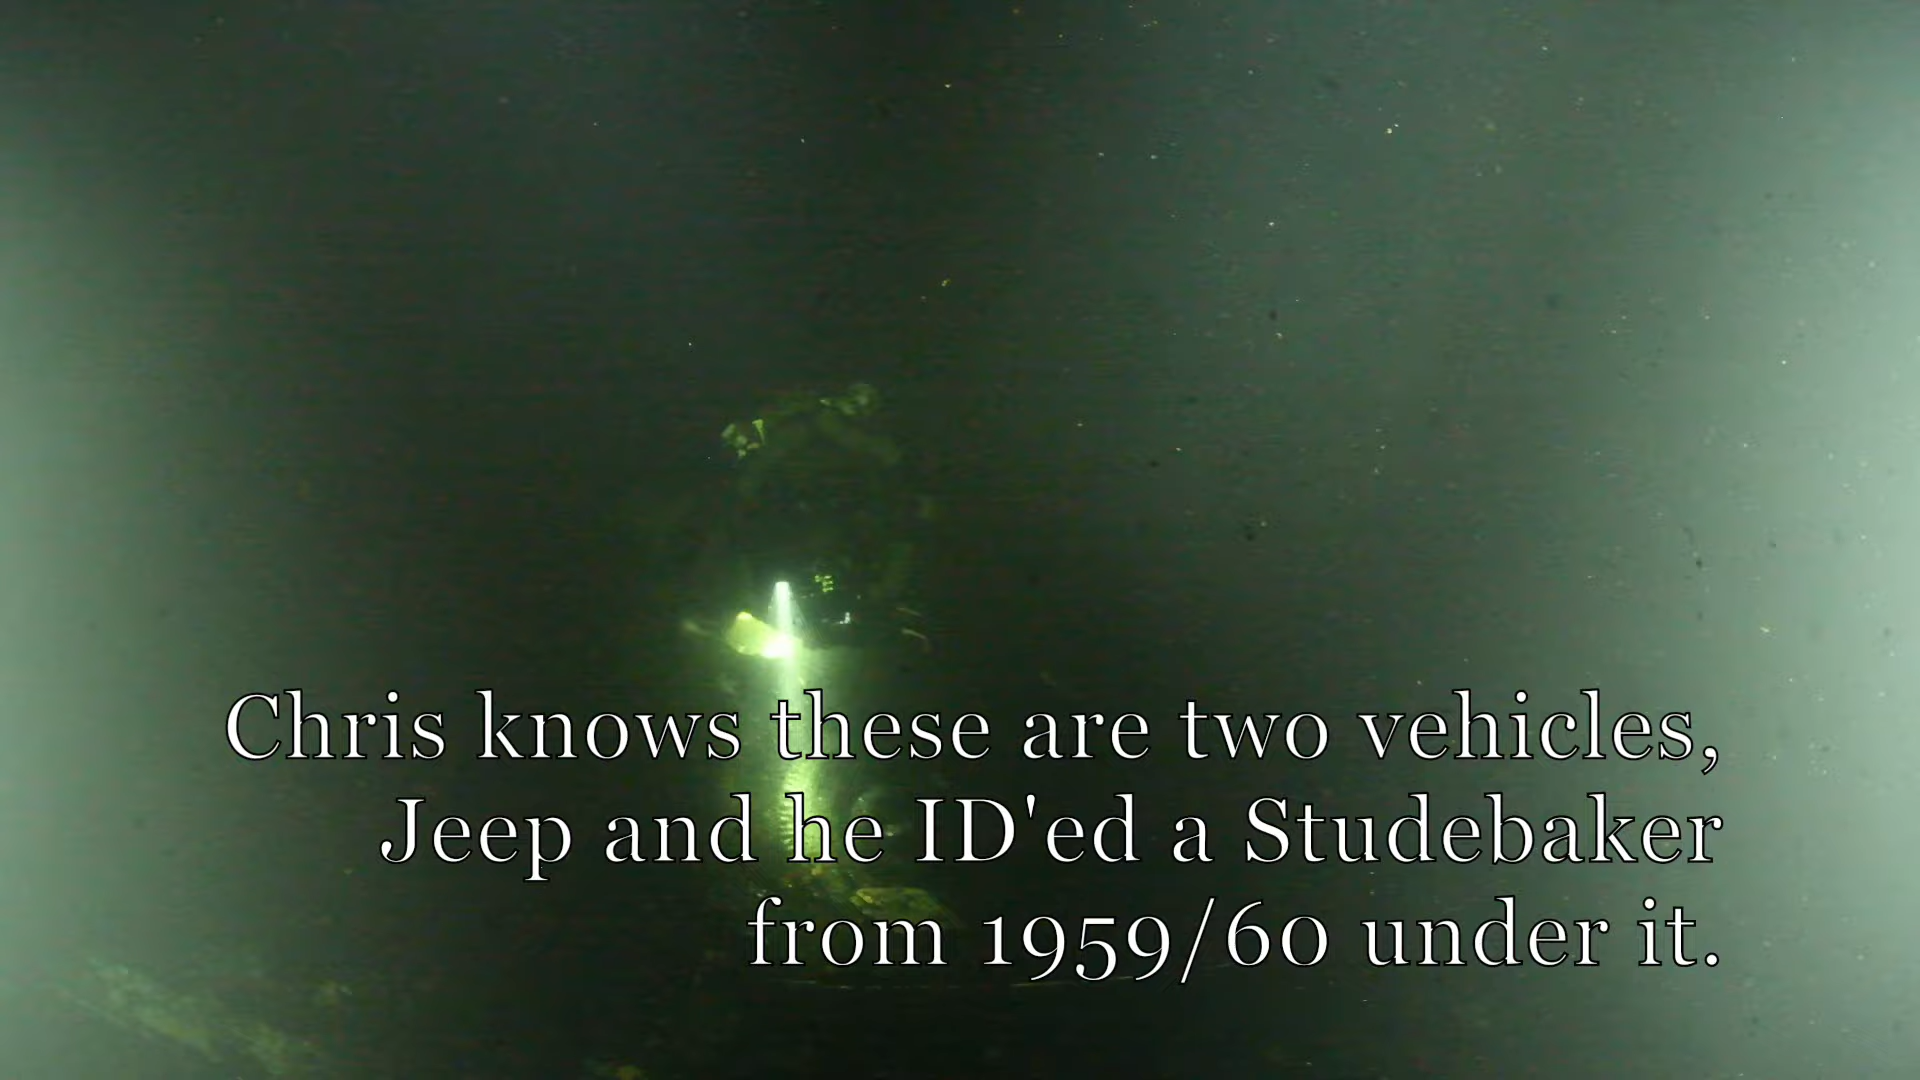 Chris knows these are two vehicles,
Jeep and he ID'ed a Studebaker
from 1959/60 under it.